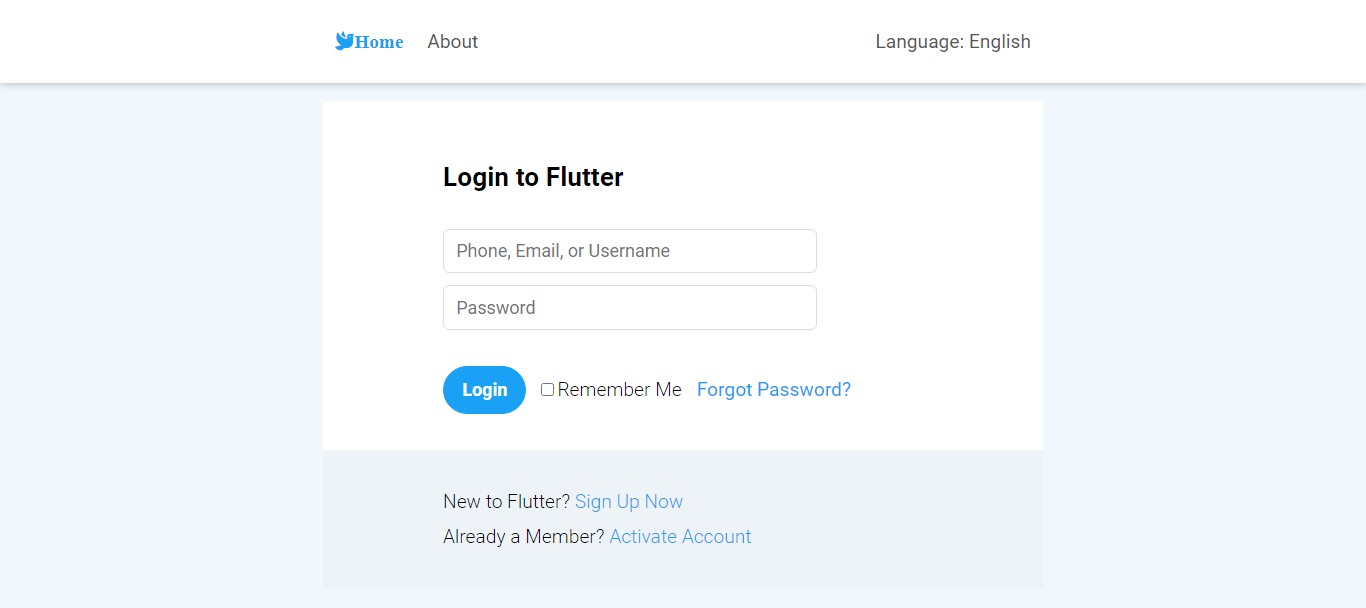 Home About Language: English
Login to Flutter
Phone, Email, or Username
Password
Login Remember Me Forgot Password?
New to Flutter? Sign Up Now
Already a Member? Activate Account